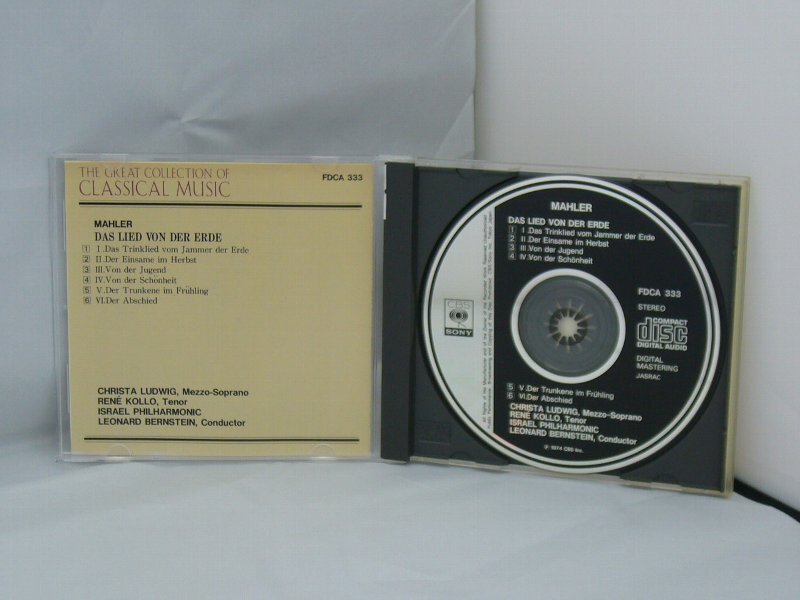 THE GREAT COLLECTION OF
CLASSICAL MUSIC
FDCA 333
MAHLER
DAS LIED VON DER ERDE
1 I.Das Trinklied vom Jammer der Erde
2 II.Der Einsame im Herbst
3 III.Von der Jugend
4 IV.Von der Schönheit
5 V.Der Trunkene im Frühling
6 VI.Der Abschied
CHRISTA LUDWIG, Mezzo-Soprano
RENÉ KOLLO, Tenor
ISRAEL PHILHARMONIC
LEONARD BERNSTEIN, Conductor
MAHLER
DAS LIED VON DER ERDE
1 I.Das Trinklied vom Jammer der Erde
2 II.Der Einsame im Herbst
3 III.Von der Jugend
4 IV.Von der Schönheit
CBS
SONY
FDCA 333
STEREO
COMPACT
disc
DIGITAL AUDIO
DIGITAL
MASTERING
JASRAC
5 V.Der Trunkene im Frühling
6 VI.Der Abschied
CHRISTA LUDWIG, Mezzo-Soprano
RENÉ KOLLO, Tenor
ISRAEL PHILHARMONIC
LEONARD BERNSTEIN, Conductor
℗ 1974 CBS Inc.